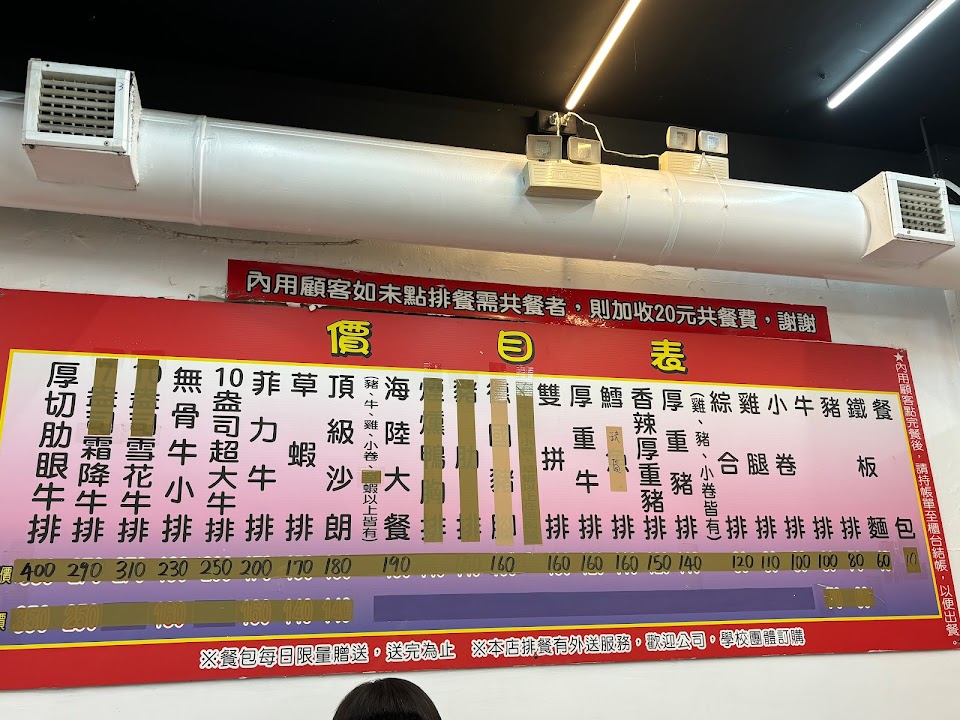 內用顧客如未點排餐需共餐者，則加收20元共餐費，謝謝
價目表
★內用顧客點完餐後，請持帳單至櫃台結帳，以便出餐。
餐包 10
鐵板麵 60
豬排 80
牛排 100
小卷排 100
雞腿排 110
綜合排 120
(雞、豬、小卷皆有)
厚重豬排 140
香辣厚重豬排 150
鱈 排 160
厚重牛排 160
雙拼排 160
德國豬腳 160
海陸大餐 190
(豬、牛、雞、小卷、 蝦以上皆有)
頂級沙朗 180
草蝦排 170
菲力牛排 200
10盎司超大牛排 250
無骨牛小排 230
雪花牛排 310
霜降牛排 290
厚切肋眼牛排 400
※餐包每日限量贈送，送完為止 ※本店排餐有外送服務，歡迎公司，學校團體訂購